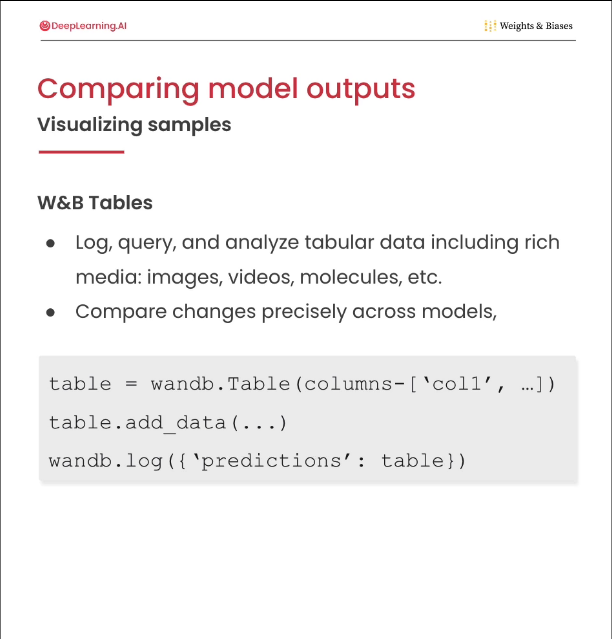 DeepLearning.AI
Weights & Biases
Comparing model outputs
Visualizing samples
W&B Tables
● Log, query, and analyze tabular data including rich
media: images, videos, molecules, etc.
● Compare changes precisely across models,
table = wandb.Table(columns-[‘col1’, …])
table.add_data(...)
wandb.log({‘predictions’: table})